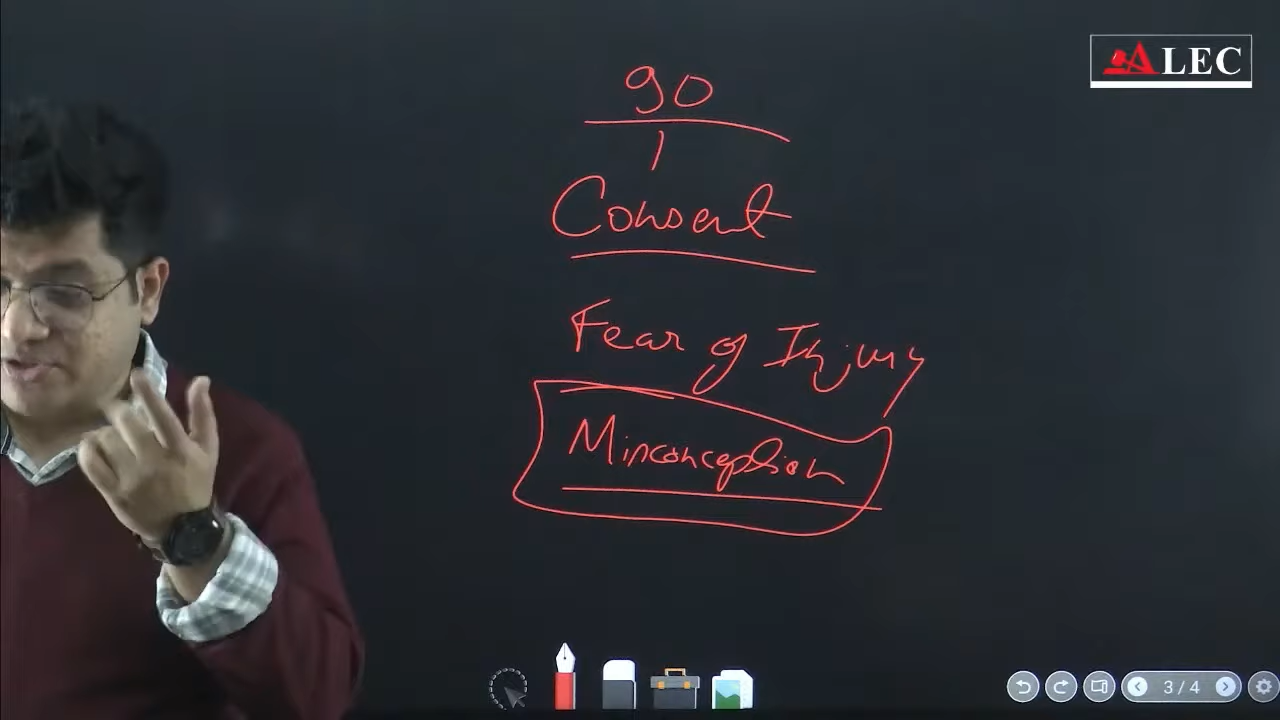 ALEC
90
Consent
Fear of Injury
Misconception
3 / 4